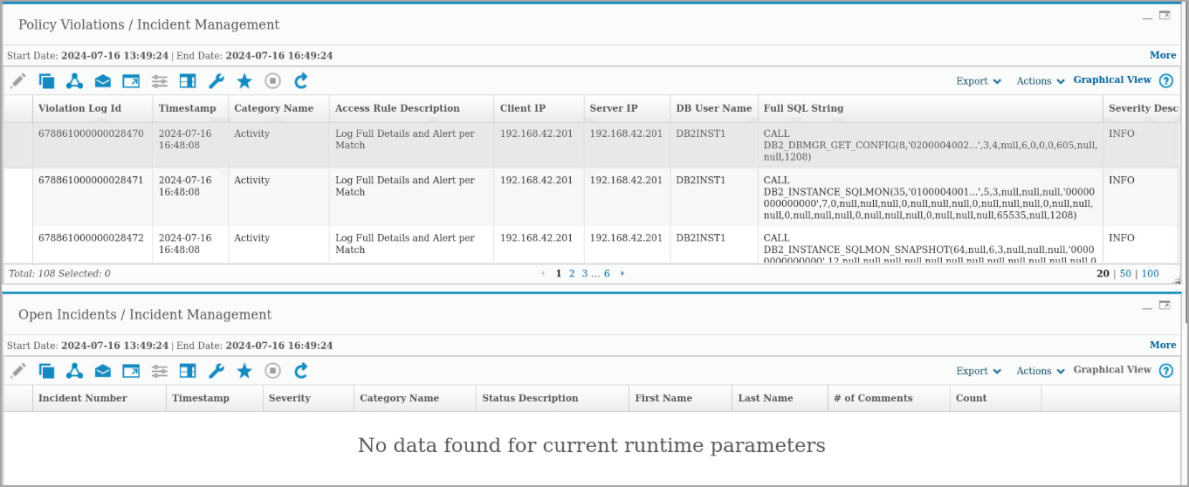 Policy Violations / Incident Management
Start Date: 2024-07-16 13:49:24 | End Date: 2024-07-16 16:49:24
More
Export
Actions
Graphical View
?
Violation Log Id
Timestamp
Category Name
Access Rule Description
Client IP
Server IP
DB User Name
Full SQL String
Severity Desc
678861000000028470
2024-07-16
16:48:08
Activity
Log Full Details and Alert per
Match
192.168.42.201
192.168.42.201
DB2INST1
CALL
DB2_DBMGR_GET_CONFIG(8,'0200004002...',3,4,null,6,0,0,0,605,null,
null,1208)
INFO
678861000000028471
2024-07-16
16:48:08
Activity
Log Full Details and Alert per
Match
192.168.42.201
192.168.42.201
DB2INST1
CALL
DB2_INSTANCE_SQLMON(35,'0100004001...',5,3,null,null,null,'00000
000000000',7,0,null,null,null,0,null,null,null,0,null,null,null,0,null,null,
null,0,null,null,null,0,null,null,null,0,null,null,null,65535,null,1208)
INFO
678861000000028472
2024-07-16
16:48:08
Activity
Log Full Details and Alert per
Match
192.168.42.201
192.168.42.201
DB2INST1
CALL
DB2_INSTANCE_SQLMON_SNAPSHOT(64,null,6,3,null,null,null,'0000
INFO
Total: 108 Selected: 0
1 2 3 ... 6
20 | 50 | 100
Open Incidents / Incident Management
Start Date: 2024-07-16 13:49:24 | End Date: 2024-07-16 16:49:24
More
Export
Actions
Graphical View
?
Incident Number
Timestamp
Severity
Category Name
Status Description
First Name
Last Name
# of Comments
Count
No data found for current runtime parameters